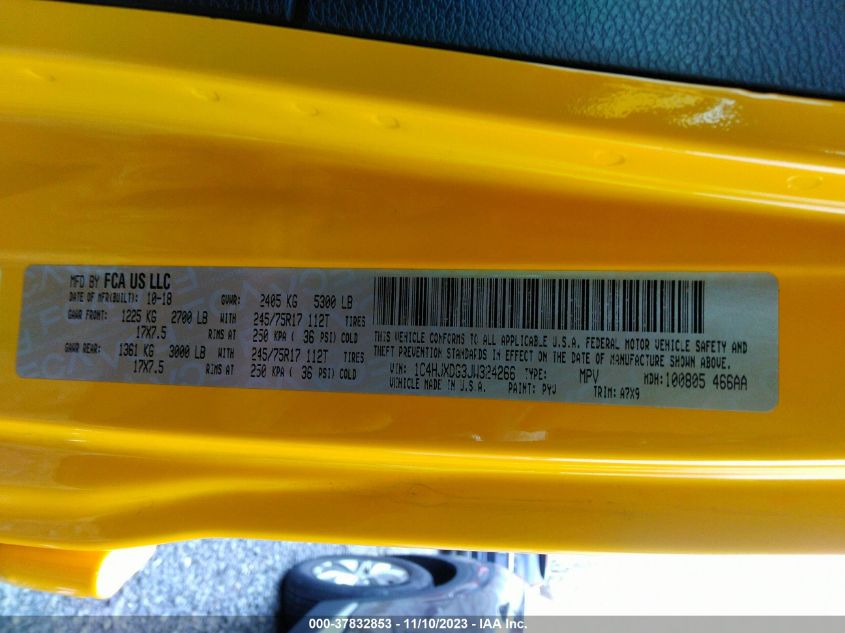 MFD BY FCA US LLC
DATE OF MFR(BUILT): 10-18 GVWR: 2405 KG 5300 LB
GAWR FRONT: 1225 KG 2700 LB WITH 245/75R17 112T TIRES
17X7.5 RIMS AT 250 KPA ( 36 PSI) COLD
GAWR REAR: 1361 KG 3000 LB WITH 245/75R17 112T TIRES
17X7.5 RIMS AT 250 KPA ( 36 PSI) COLD
THIS VEHICLE CONFORMS TO ALL APPLICABLE U.S.A. FEDERAL MOTOR VEHICLE SAFETY AND
THEFT PREVENTION STANDARDS IN EFFECT ON THE DATE OF MANUFACTURE SHOWN ABOVE.
VIN: 1C4HJXDG3JW304266 TYPE: MPV MDH: 100805 466AA
VEHICLE MADE IN U.S.A. PAINT: PYV TRIM: A7X9
000-37832853 — 11/10/2023 - IAA Inc.